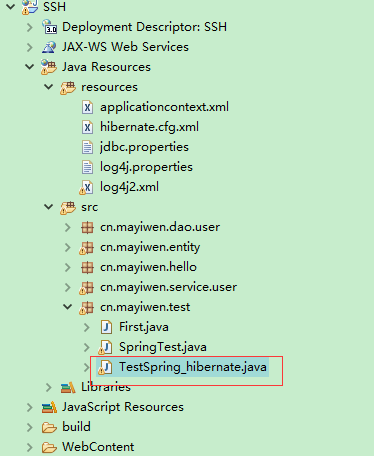 SSH
Deployment Descriptor: SSH
JAX-WS Web Services
Java Resources
resources
applicationcontext.xml
hibernate.cfg.xml
jdbc.properties
log4j.properties
log4j2.xml
src
cn.mayiwen.dao.user
cn.mayiwen.entity
cn.mayiwen.hello
cn.mayiwen.service.user
cn.mayiwen.test
First.java
SpringTest.java
TestSpring_hibernate.java
Libraries
JavaScript Resources
build
WebContent